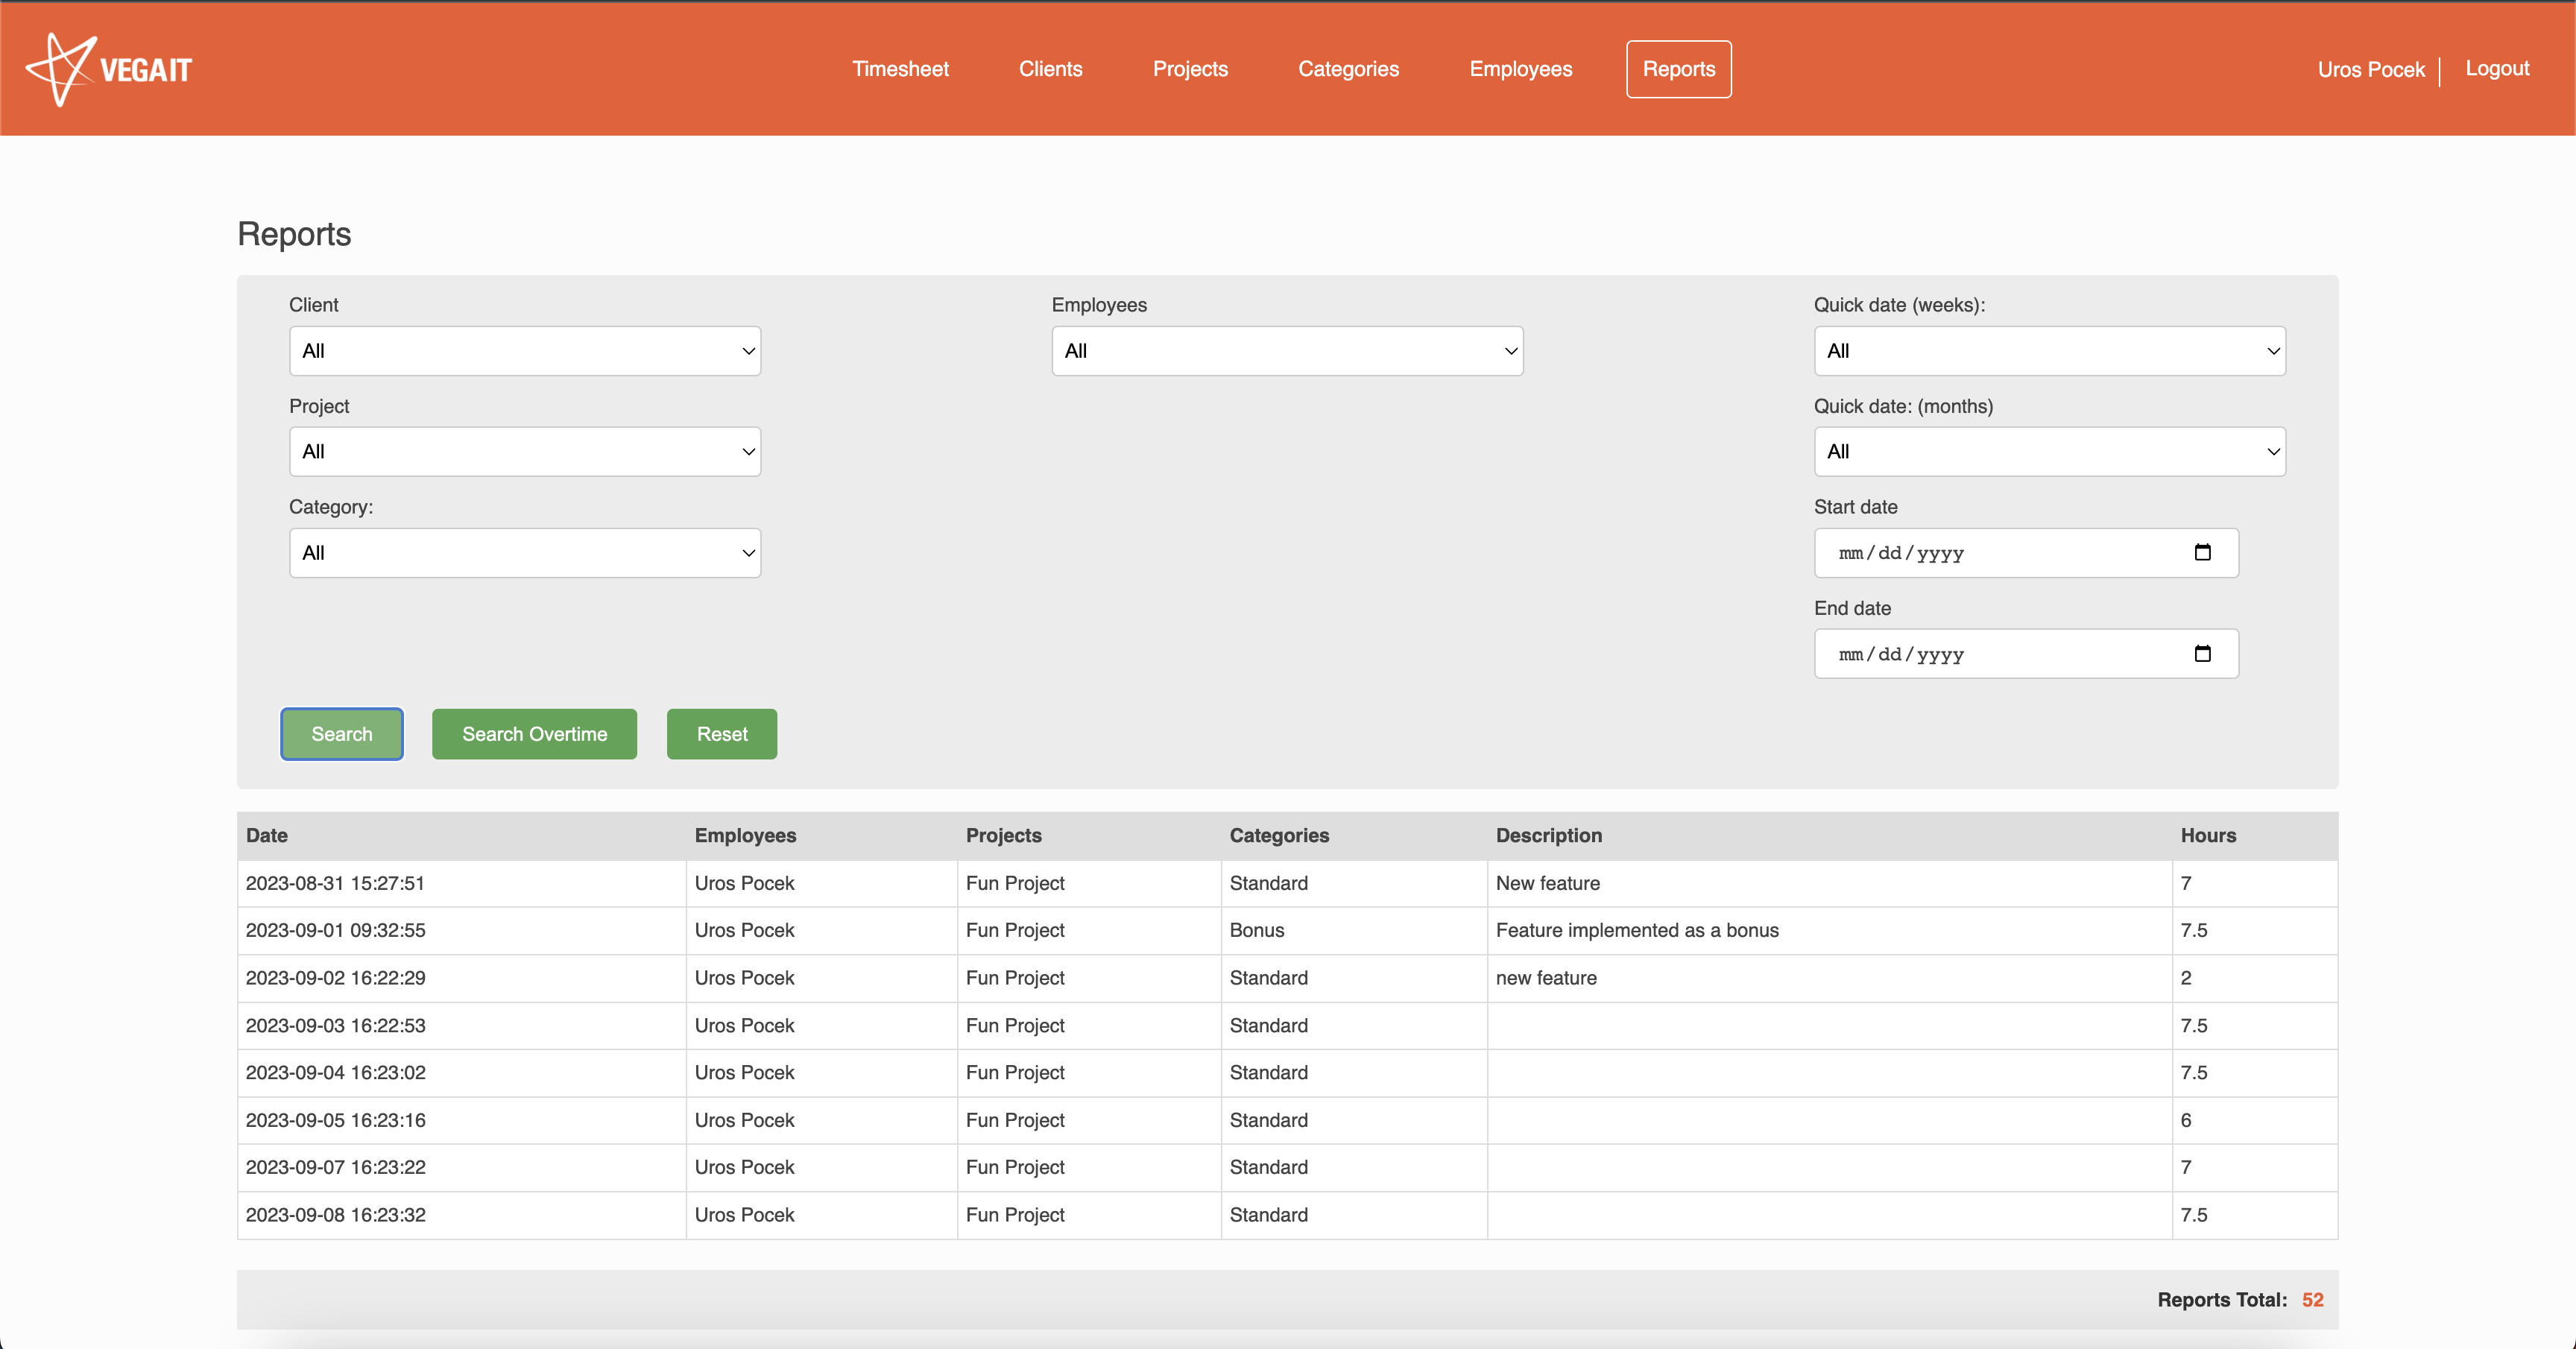 VEGA IT
Timesheet Clients Projects Categories Employees Reports Uros Pocek Logout
Reports
Client Employees Quick date (weeks):
All All All
Project Quick date: (months)
All All
Category: Start date
All mm/dd/yyyy
End date
mm/dd/yyyy
Search Search Overtime Reset
Date Employees Projects Categories Description Hours
2023-08-31 15:27:51 Uros Pocek Fun Project Standard New feature 7
2023-09-01 09:32:55 Uros Pocek Fun Project Bonus Feature implemented as a bonus 7.5
2023-09-02 16:22:29 Uros Pocek Fun Project Standard new feature 2
2023-09-03 16:22:53 Uros Pocek Fun Project Standard 7.5
2023-09-04 16:23:02 Uros Pocek Fun Project Standard 7.5
2023-09-05 16:23:16 Uros Pocek Fun Project Standard 6
2023-09-07 16:23:22 Uros Pocek Fun Project Standard 7
2023-09-08 16:23:32 Uros Pocek Fun Project Standard 7.5
Reports Total: 52